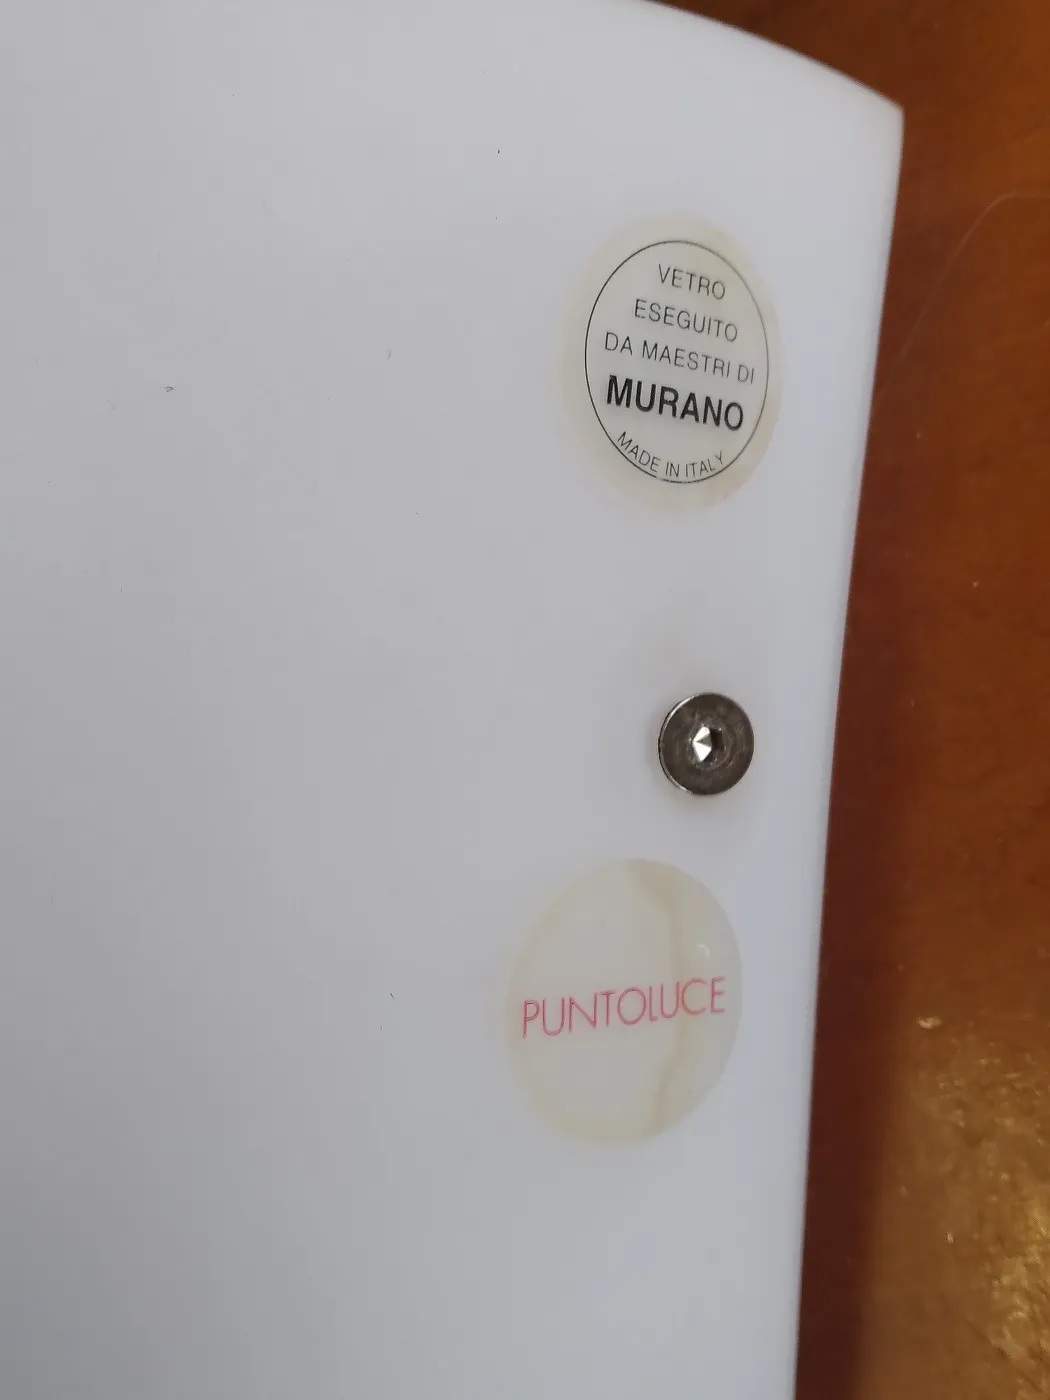 VETRO
ESEGUITO
DA MAESTRI DI
MURANO
MADE IN ITALY
PUNTOLUCE